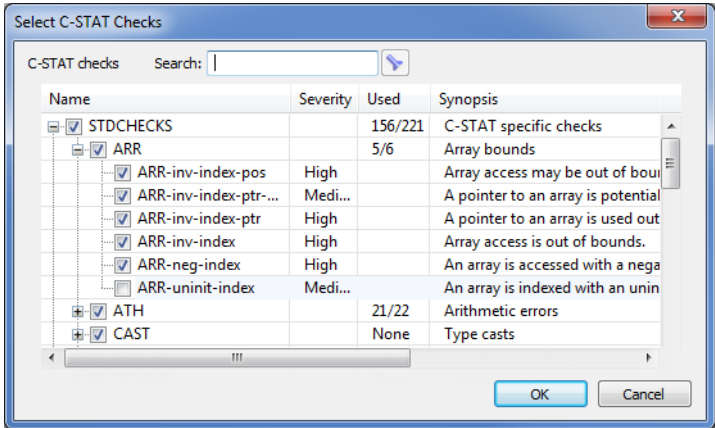 Select C-STAT Checks
C-STAT checks Search:
Name Severity Used Synopsis
STDCHECKS 156/221 C-STAT specific checks
ARR 5/6 Array bounds
ARR-inv-index-pos High Array access may be out of boun
ARR-inv-index-ptr-... Medi... A pointer to an array is potential
ARR-inv-index-ptr High A pointer to an array is used out
ARR-inv-index High Array access is out of bounds.
ARR-neg-index High An array is accessed with a nega
ARR-uninit-index Medi... An array is indexed with an unin
ATH 21/22 Arithmetic errors
CAST None Type casts
OK Cancel